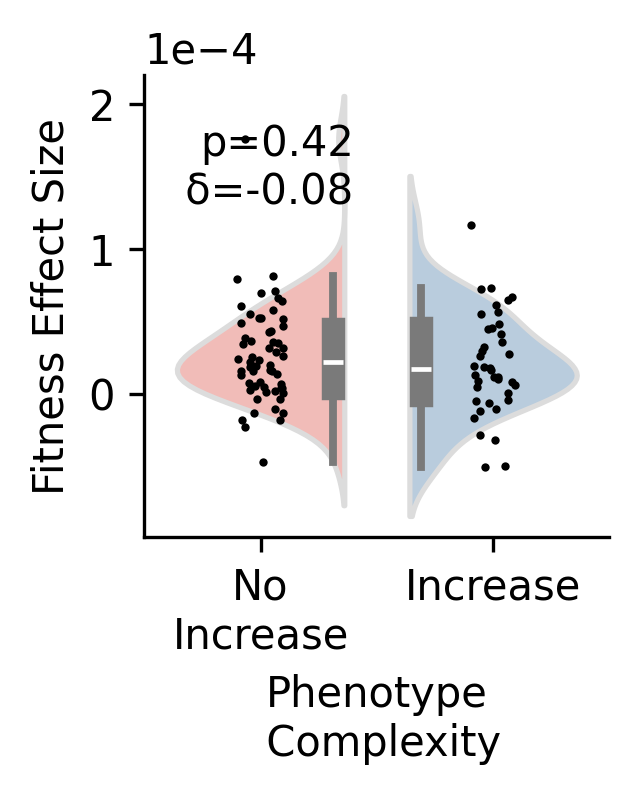 1e−4
2
p=0.42
δ=-0.08
1
0
Fitness Effect Size
No
Increase
Increase
Phenotype
Complexity